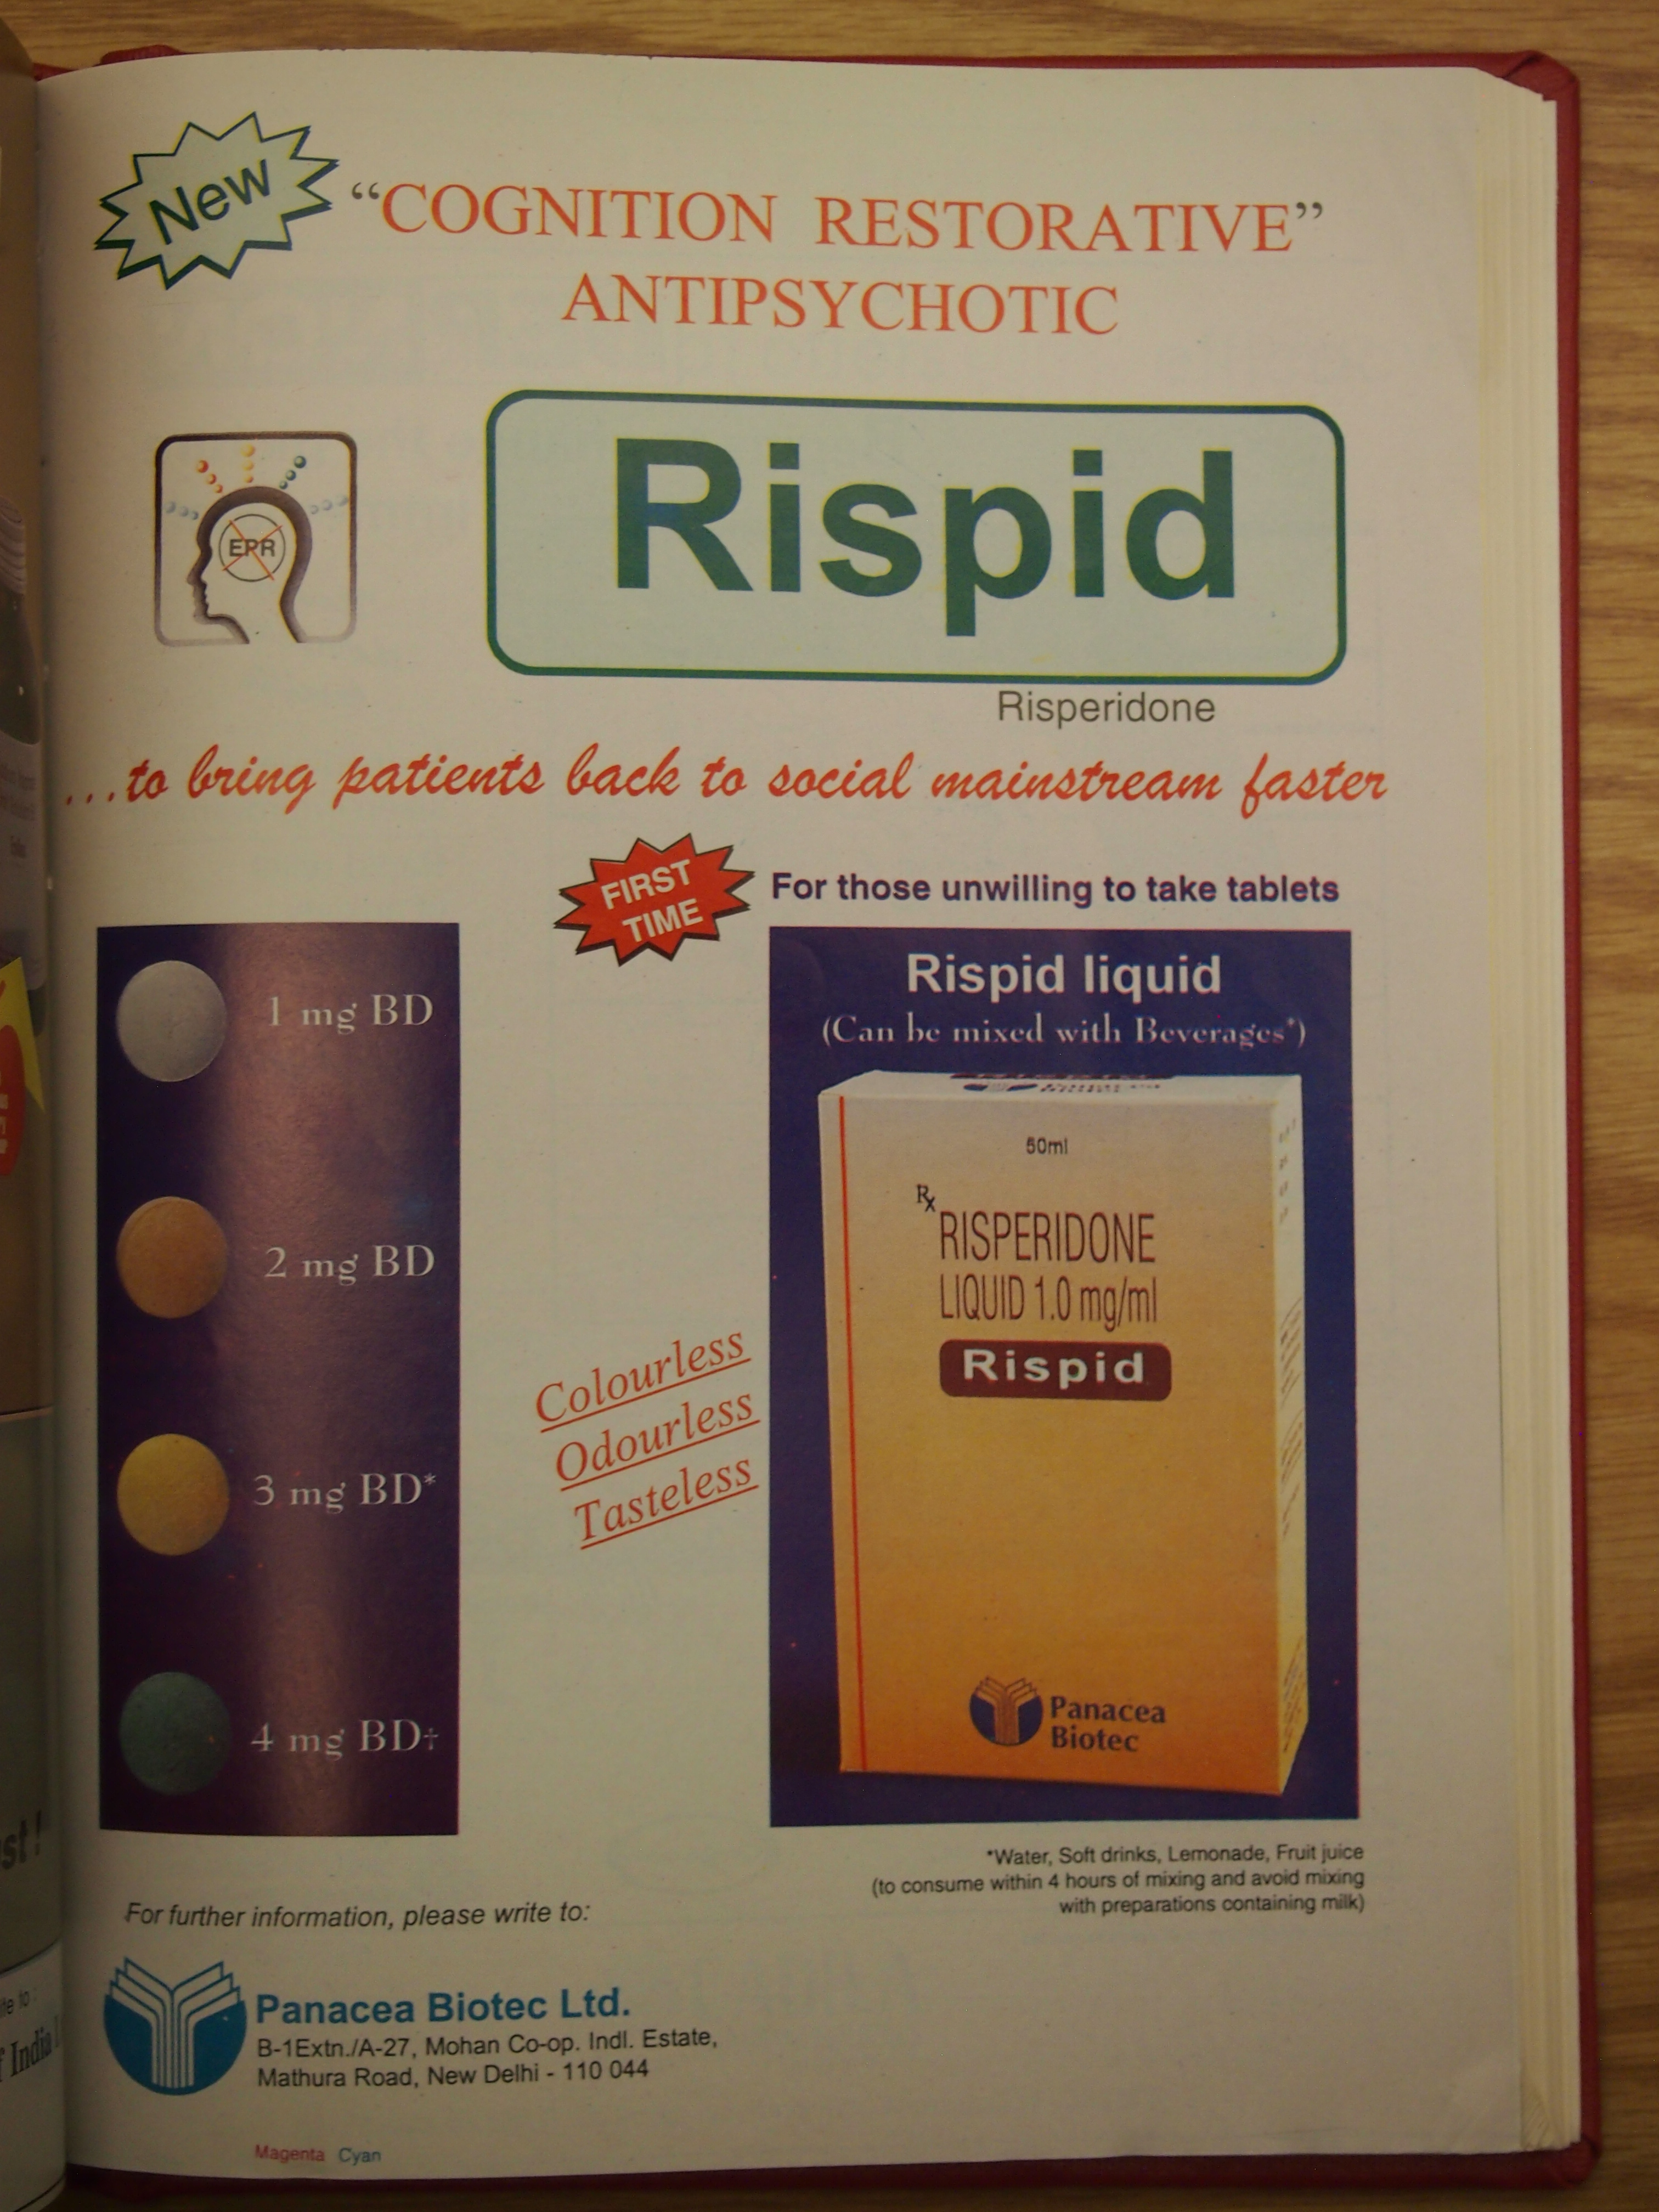 New
“COGNITION RESTORATIVE”
ANTIPSYCHOTIC
EPR
Rispid
Risperidone
...to bring patients back to social mainstream faster
FIRST
TIME
For those unwilling to take tablets
1 mg BD
2 mg BD
3 mg BD*
4 mg BD†
Colourless
Odourless
Tasteless
Rispid liquid
(Can be mixed with Beverages*)
50ml
Rx
RISPERIDONE
LIQUID 1.0 mg/ml
Rispid
Panacea
Biotec
*Water, Soft drinks, Lemonade, Fruit juice
(to consume within 4 hours of mixing and avoid mixing
with preparations containing milk)
For further information, please write to:
Panacea Biotec Ltd.
B-1Extn./A-27, Mohan Co-op. Indl. Estate,
Mathura Road, New Delhi - 110 044
Magenta Cyan
India